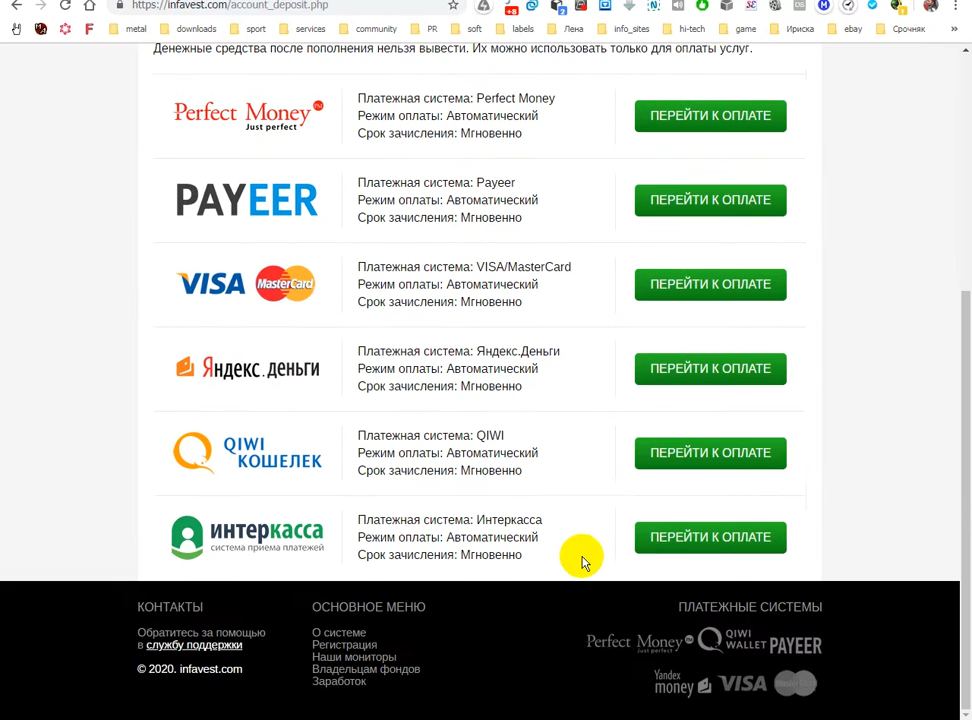 https://infavest.com/account_deposit.php
metal downloads sport services community PR soft labels Лена info_sites hi-tech game Ириска ebay Срочняк
Денежные средства после пополнения нельзя вывести. Их можно использовать только для оплаты услуг.
Perfect Money
Just perfect
Платежная система: Perfect Money
Режим оплаты: Автоматический
Срок зачисления: Мгновенно
ПЕРЕЙТИ К ОПЛАТЕ
PAYEER
Платежная система: Payeer
Режим оплаты: Автоматический
Срок зачисления: Мгновенно
ПЕРЕЙТИ К ОПЛАТЕ
VISA MasterCard
Платежная система: VISA/MasterCard
Режим оплаты: Автоматический
Срок зачисления: Мгновенно
ПЕРЕЙТИ К ОПЛАТЕ
Яндекс.деньги
Платежная система: Яндекс.Деньги
Режим оплаты: Автоматический
Срок зачисления: Мгновенно
ПЕРЕЙТИ К ОПЛАТЕ
QIWI
КОШЕЛЕК
Платежная система: QIWI
Режим оплаты: Автоматический
Срок зачисления: Мгновенно
ПЕРЕЙТИ К ОПЛАТЕ
интеркасса
система приема платежей
Платежная система: Интеркасса
Режим оплаты: Автоматический
Срок зачисления: Мгновенно
ПЕРЕЙТИ К ОПЛАТЕ
КОНТАКТЫ
Обратитесь за помощью
в службу поддержки
© 2020. infavest.com
ОСНОВНОЕ МЕНЮ
О системе
Регистрация
Наши мониторы
Владельцам фондов
Заработок
ПЛАТЕЖНЫЕ СИСТЕМЫ
Perfect Money
Just perfect
QIWI
WALLET
PAYEER
Yandex
money
VISA
MasterCard